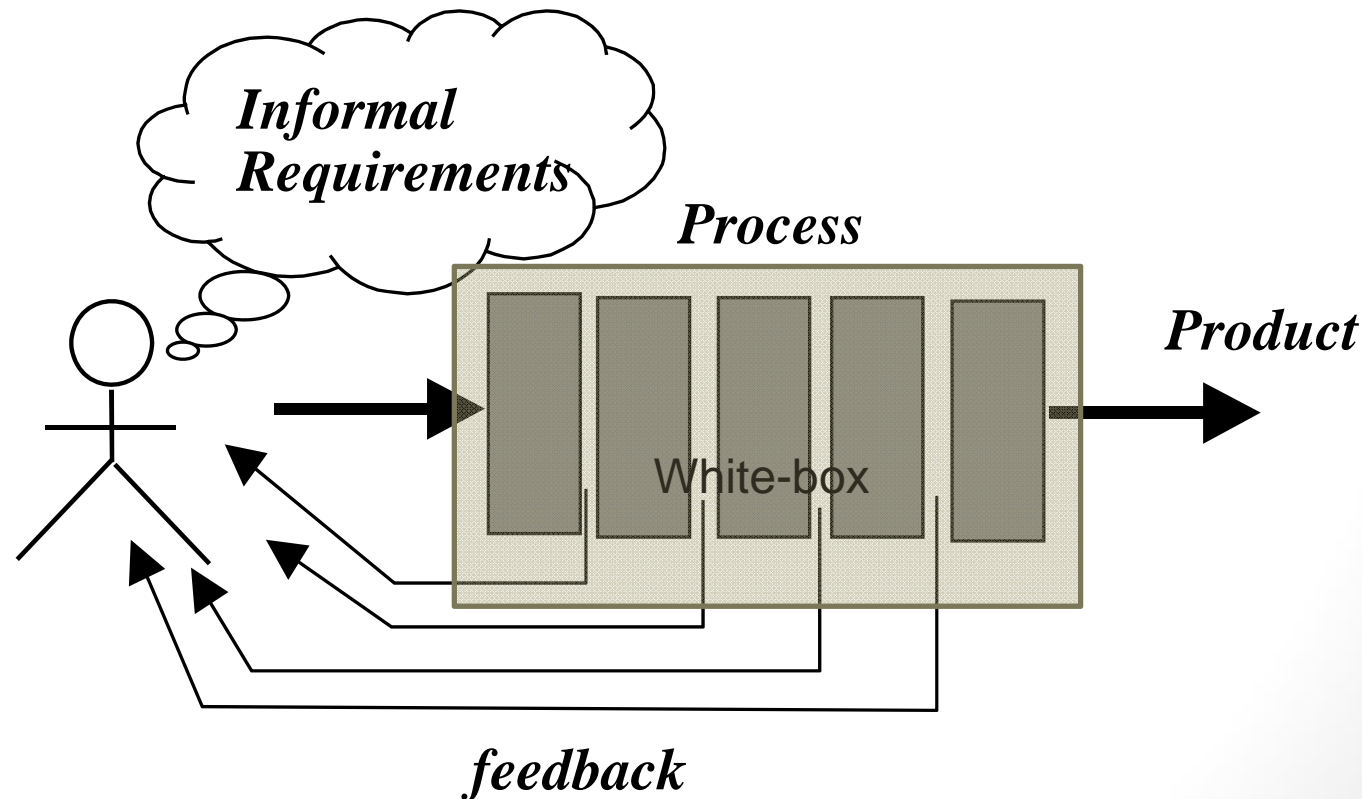 Informal
Requirements
Process
Product
White-box
feedback